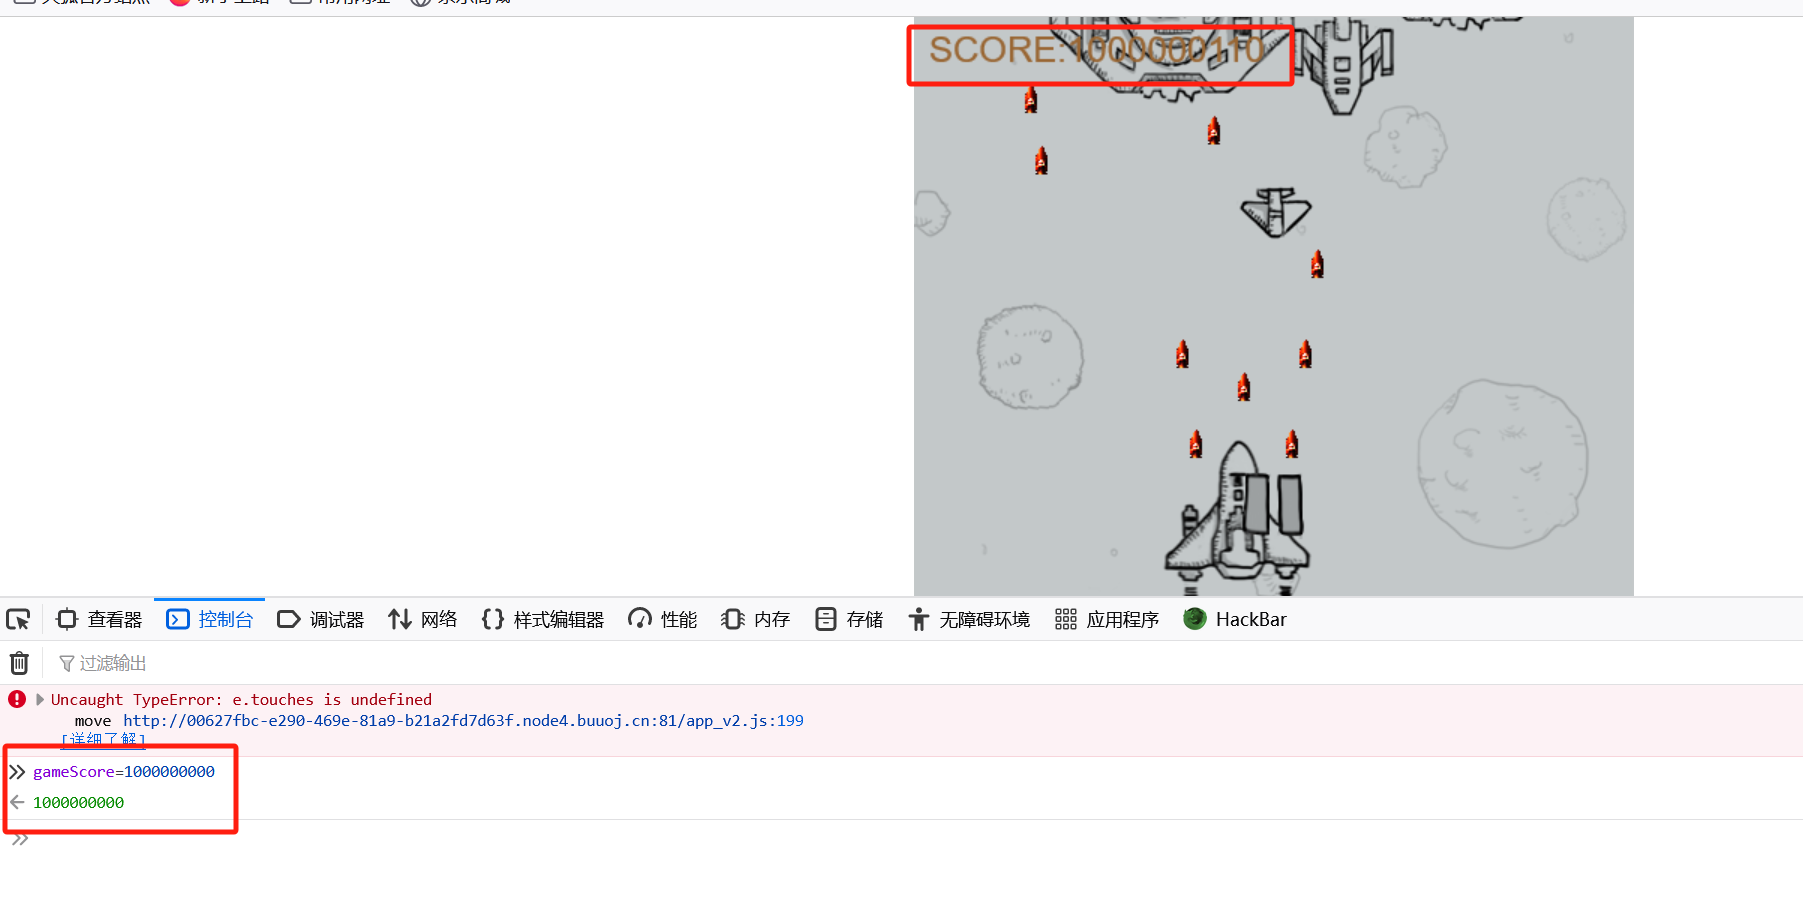 SCORE:1000000110
查看器 控制台 调试器 网络 样式编辑器 性能 内存 存储 无障碍环境 应用程序 HackBar
过滤输出
Uncaught TypeError: e.touches is undefined
move http://00627fbc-e290-469e-81a9-b21a2fd7d63f.node4.buuoj.cn:81/app_v2.js:199
[详细了解]
gameScore=1000000000
1000000000